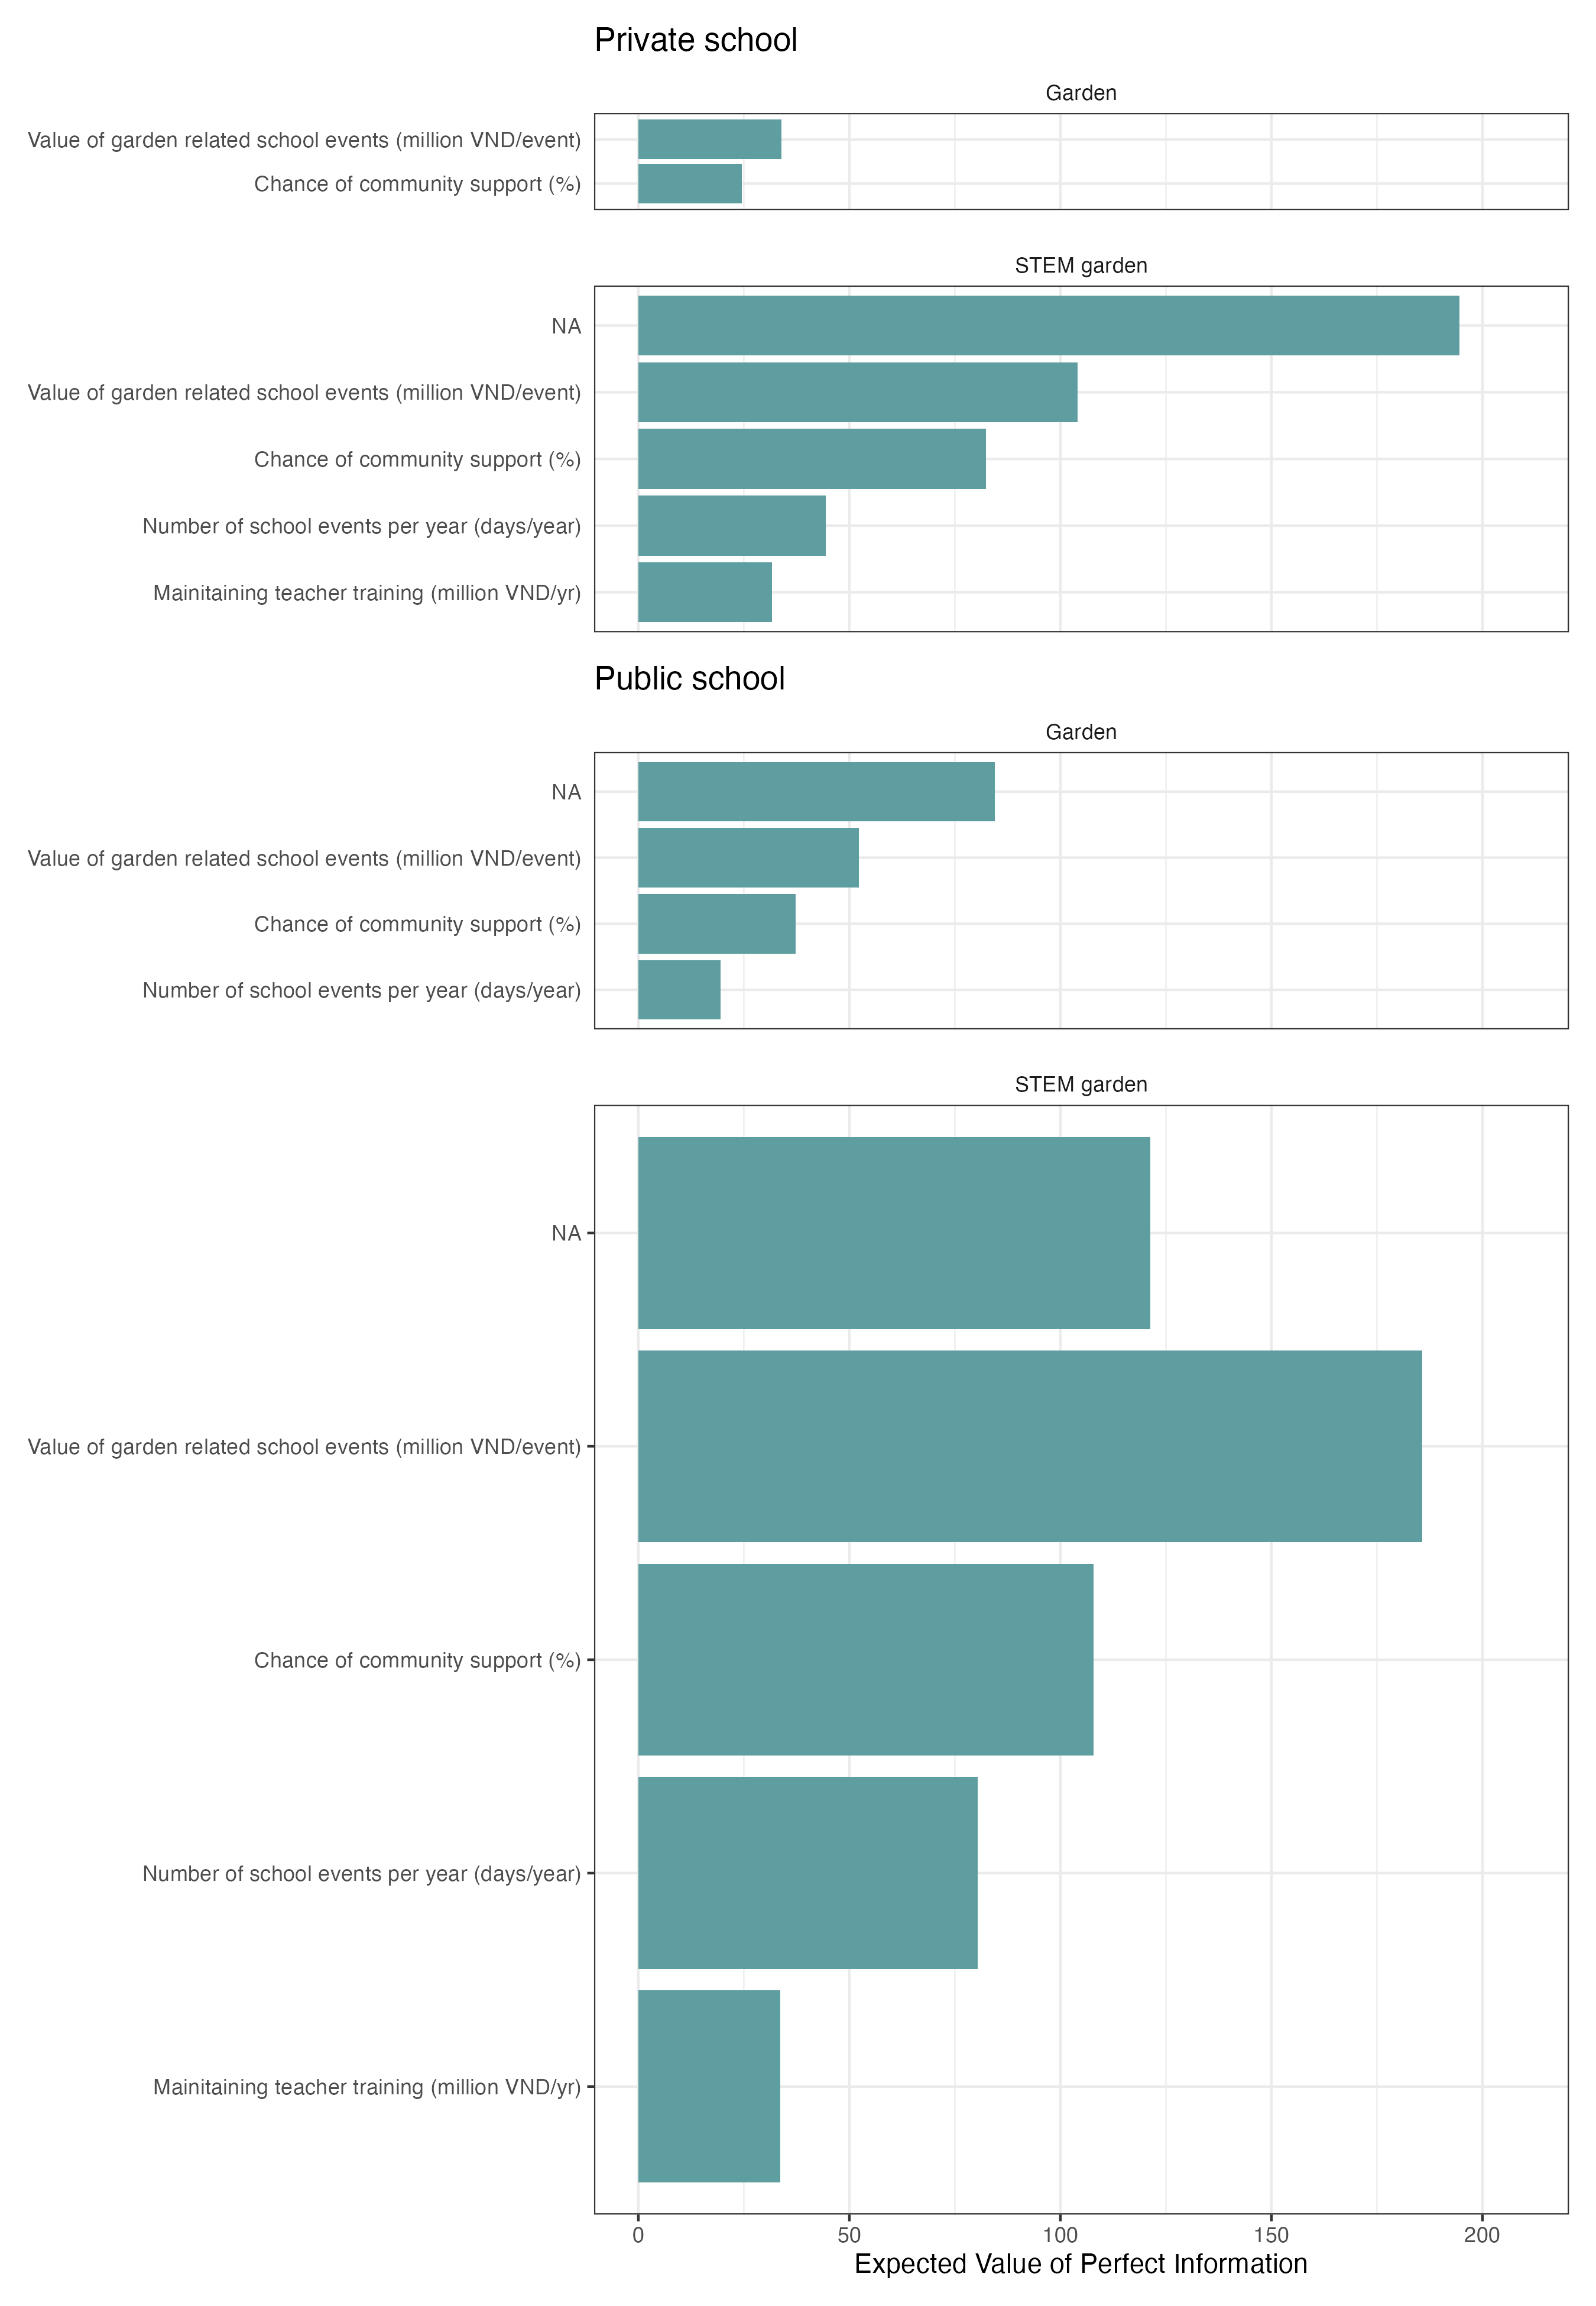 Private school
Garden
Value of garden related school events (million VND/event)
Chance of community support (%)
STEM garden
NA
Value of garden related school events (million VND/event)
Chance of community support (%)
Number of school events per year (days/year)
Mainitaining teacher training (million VND/yr)
Public school
Garden
NA
Value of garden related school events (million VND/event)
Chance of community support (%)
Number of school events per year (days/year)
STEM garden
NA
Value of garden related school events (million VND/event)
Chance of community support (%)
Number of school events per year (days/year)
Mainitaining teacher training (million VND/yr)
0 50 100 150 200
Expected Value of Perfect Information